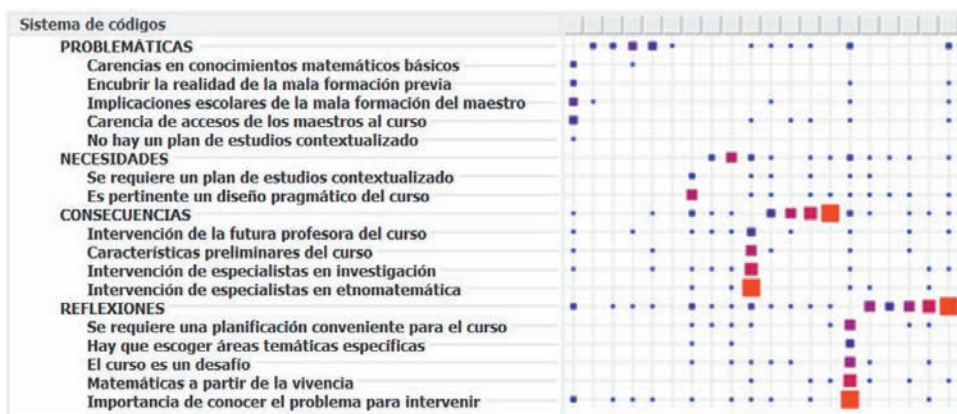 Sistema de códigos
PROBLEMÁTICAS
Carencias en conocimientos matemáticos básicos
Encubrir la realidad de la mala formación previa
Implicaciones escolares de la mala formación del maestro
Carencia de accesos de los maestros al curso
No hay un plan de estudios contextualizado
NECESIDADES
Se requiere un plan de estudios contextualizado
Es pertinente un diseño pragmático del curso
CONSECUENCIAS
Intervención de la futura profesora del curso
Características preliminares del curso
Intervención de especialistas en investigación
Intervención de especialistas en etnomatemática
REFLEXIONES
Se requiere una planificación conveniente para el curso
Hay que escoger áreas temáticas especificas
El curso es un desafío
Matemáticas a partir de la vivencia
Importancia de conocer el problema para intervenir